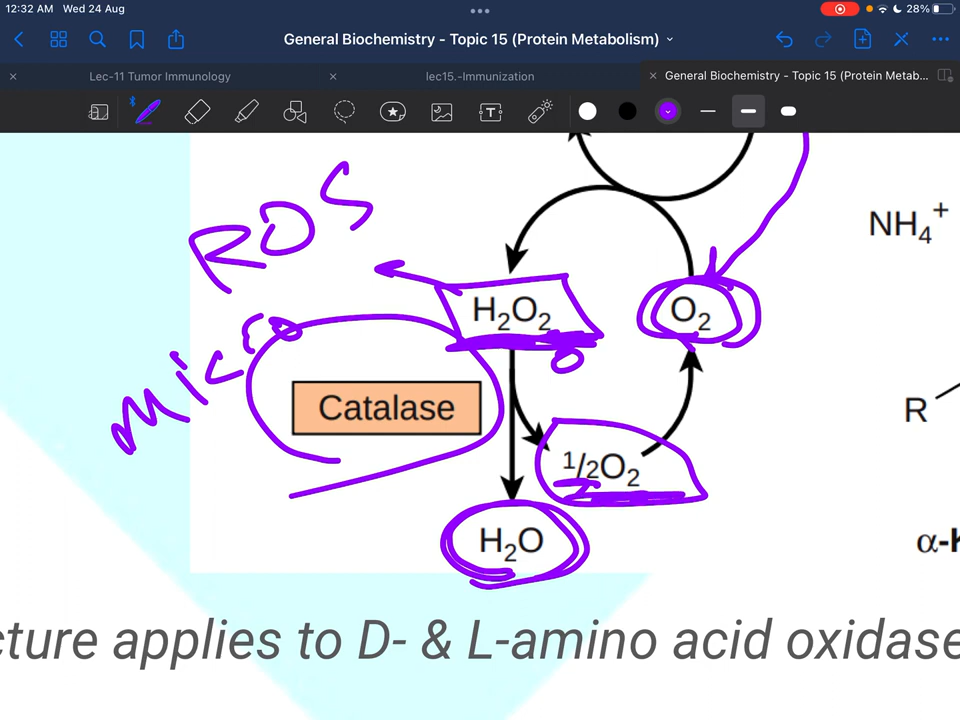 12:32 AM Wed 24 Aug
28%
General Biochemistry - Topic 15 (Protein Metabolism)
Lec-11 Tumor Immunology
lec15.-Immunization
General Biochemistry - Topic 15 (Protein Metab...
T
ROS
NH₄⁺
H₂O₂
O₂
Micro
Catalase
R
1/2O₂
H₂O
α-K
cture applies to D- & L-amino acid oxidase